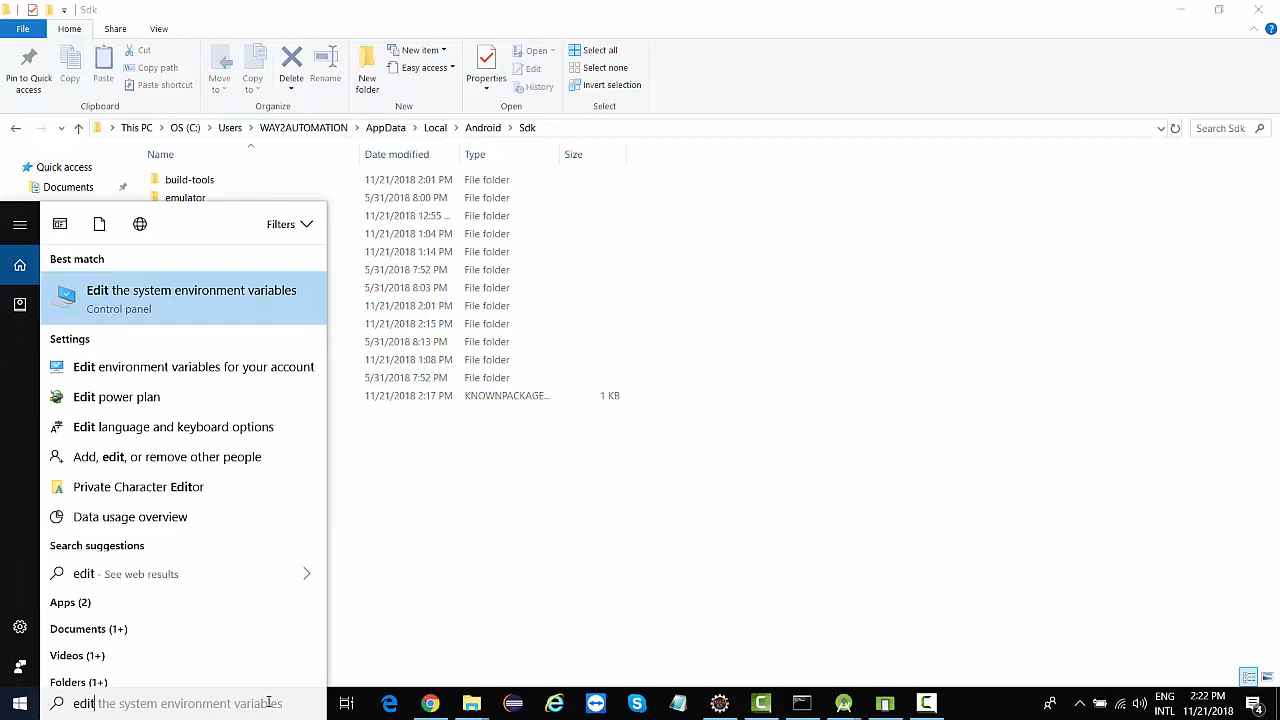 Sdk
File Home Share View
Pin to Quick access
Copy
Paste
Cut
Copy path
Paste shortcut
Clipboard
Move to
Copy to
Delete
Rename
Organize
New folder
New item
Easy access
New
Properties
Open
Edit
History
Open
Select all
Select none
Invert selection
Select
This PC > OS (C:) > Users > WAY2AUTOMATION > AppData > Local > Android > Sdk
Search Sdk
Name Date modified Type Size
Quick access
Documents
build-tools 11/21/2018 2:01 PM File folder
emulator 5/31/2018 8:00 PM File folder
11/21/2018 12:55 ... File folder
11/21/2018 1:04 PM File folder
11/21/2018 1:14 PM File folder
5/31/2018 7:52 PM File folder
5/31/2018 8:03 PM File folder
11/21/2018 2:01 PM File folder
11/21/2018 2:15 PM File folder
5/31/2018 8:13 PM File folder
11/21/2018 1:08 PM File folder
5/31/2018 7:52 PM File folder
11/21/2018 2:17 PM KNOWNPACKAGE... 1 KB
Filters
Best match
Edit the system environment variables
Control panel
Settings
Edit environment variables for your account
Edit power plan
Edit language and keyboard options
Add, edit, or remove other people
Private Character Editor
Data usage overview
Search suggestions
edit - See web results
Apps (2)
Documents (1+)
Videos (1+)
Folders (1+)
edit the system environment variables
ENG
INTL
2:22 PM
11/21/2018
4